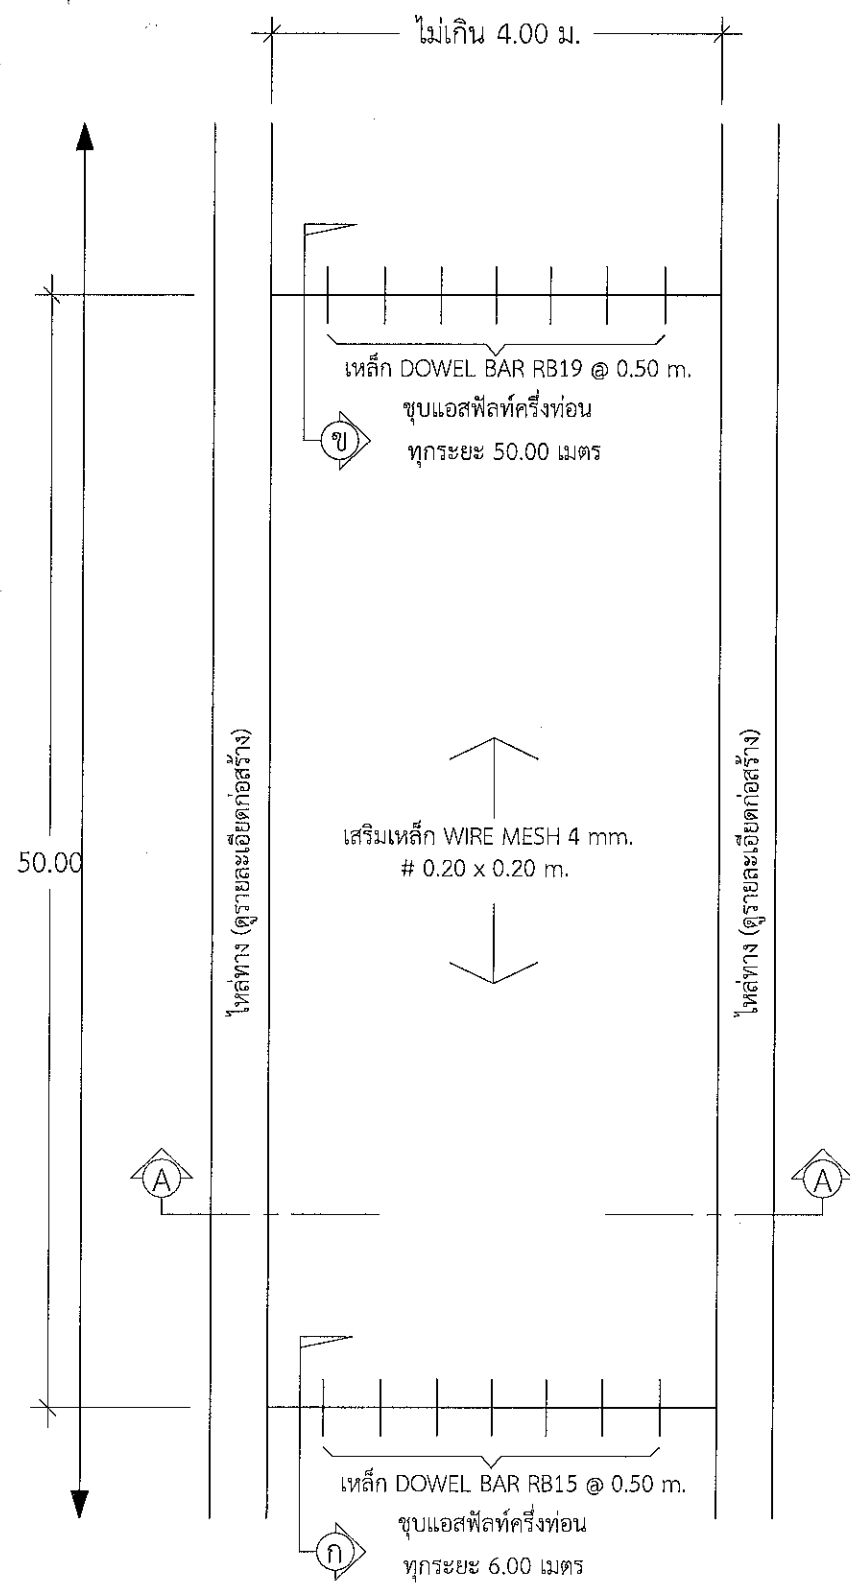 ไม่เกิน 4.00 ม.
เหล็ก DOWEL BAR RB19 @ 0.50 m.
ชุบแอสฟัลท์ครึ่งท่อน
ข
ทุกระยะ 50.00 เมตร
ไหล่ทาง (ดูรายละเอียดก่อสร้าง)
ไหล่ทาง (ดูรายละเอียดก่อสร้าง)
เสริมเหล็ก WIRE MESH 4 mm.
# 0.20 x 0.20 m.
50.00
A
A
เหล็ก DOWEL BAR RB15 @ 0.50 m.
ชุบแอสฟัลท์ครึ่งท่อน
ก
ทุกระยะ 6.00 เมตร